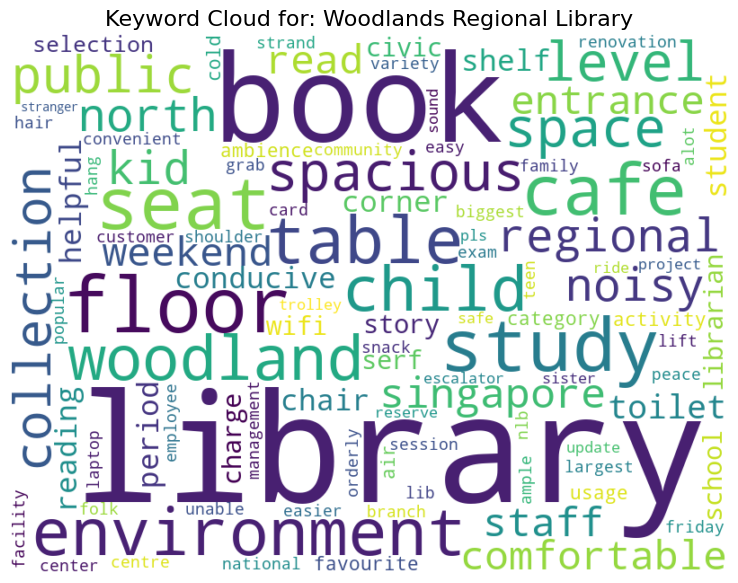 Keyword Cloud for: Woodlands Regional Library
selection
cold
strand
civic
renovation
public
book
read
variety
shelf
level
stranger
hair
north
sound
entrance
space
student
convenient
ambience
community
easy
alot
hang
kid
grab
spacious
family
sofa
cafe
helpful
seat
card
corner
biggest
customer
shoulder
table
pls
exam
regional
weekend
collection
popular
floor
conducive
child
teen
ride
project
noisy
trolley
wifi
story
safe
category
activity
librarian
woodland
snack
serf
study
lift
escalator
sister
peace
library
reading
laptop
period
employee
charge
management
chair
singapore
reserve
toilet
orderly
air
session
nlb
update
ample
largest
school
lib
usage
facility
folk
unable
easier
branch
environment
staff
friday
center
centre
national
favourite
comfortable